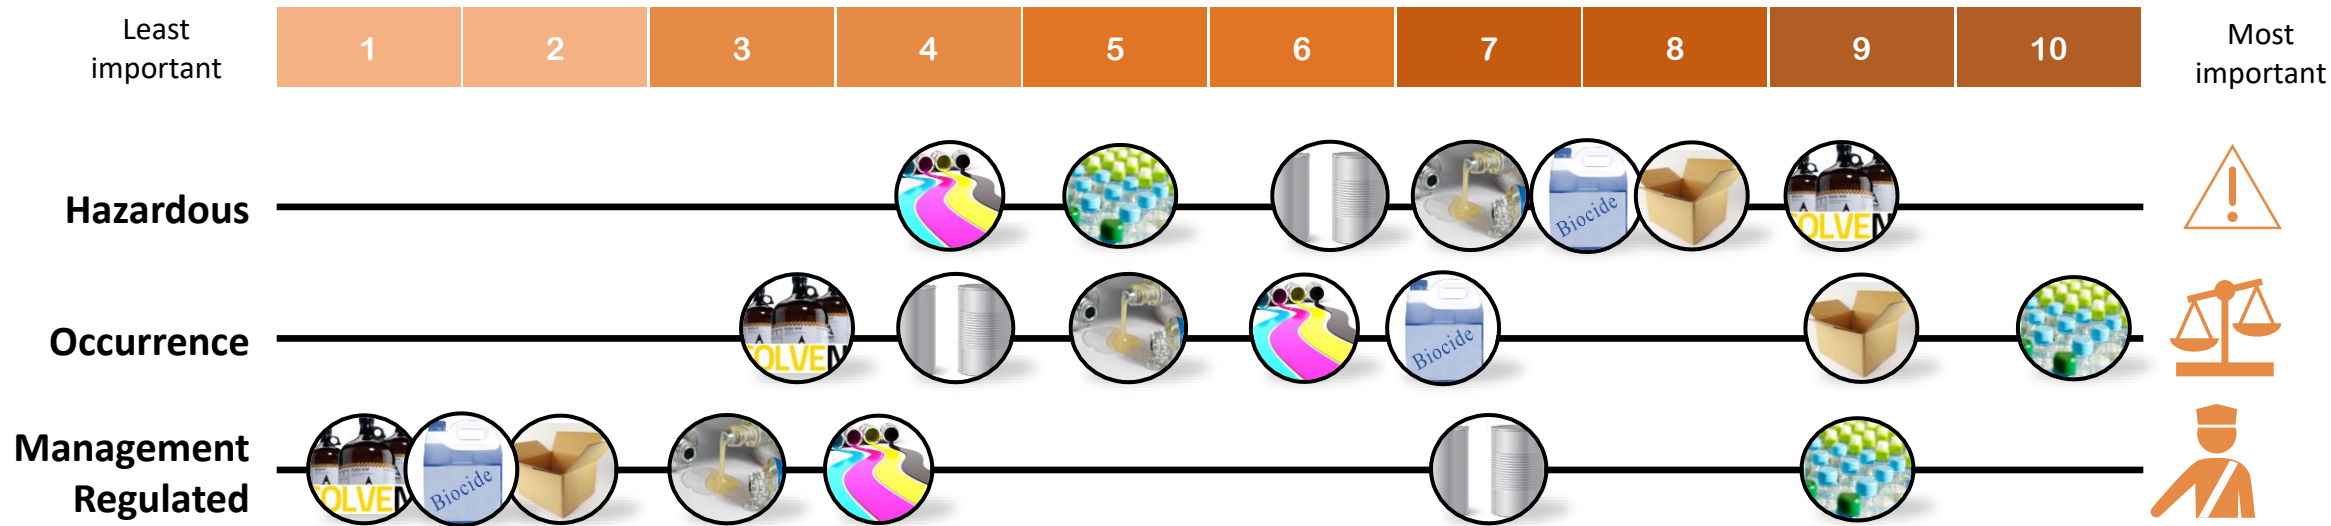 Least
important
1 2 3 4 5 6 7 8 9 10
Most
important
Hazardous
Biocide
OLVEN
Occurrence
OLVEN
Biocide
Management
Regulated
OLVEN
Biocide